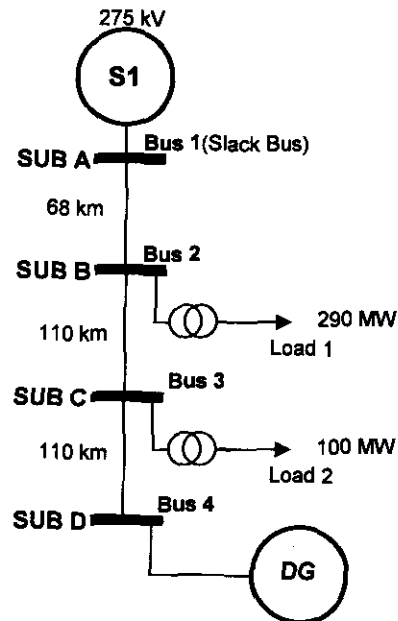 275 kV
S1
Bus 1(Slack Bus)
SUB A
68 km
Bus 2
SUB B
290 MW
110 km
Load 1
Bus 3
SUB C
100 MW
110 km
Load 2
Bus 4
SUB D
DG